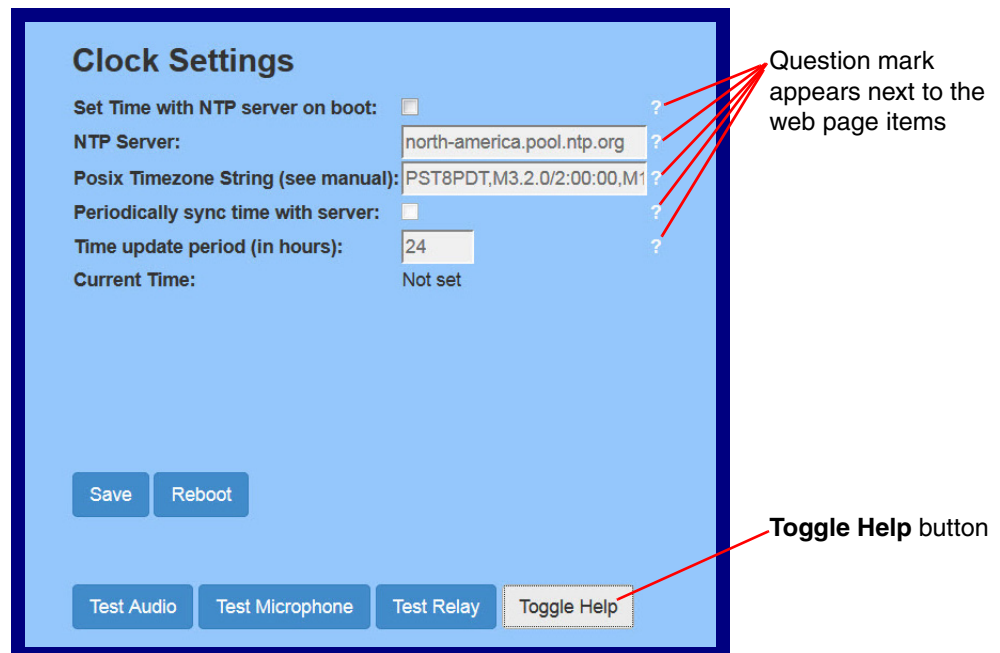 Clock Settings
Set Time with NTP server on boot: ?
NTP Server: north-america.pool.ntp.org ?
Posix Timezone String (see manual): PST8PDT,M3.2.0/2:00:00,M1 ?
Periodically sync time with server: ?
Time update period (in hours): 24 ?
Current Time: Not set
Save Reboot
Test Audio Test Microphone Test Relay Toggle Help
Question mark
appears next to the
web page items
Toggle Help button